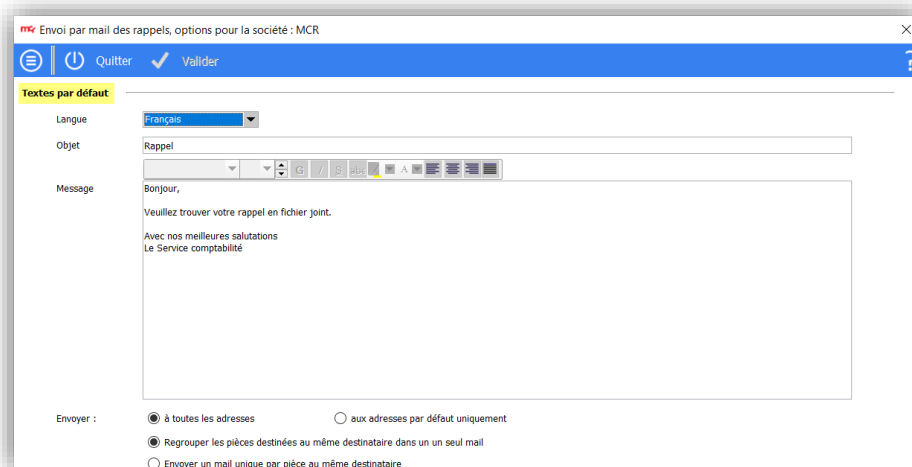 mcr Envoi par mail des rappels, options pour la société : MCR
Quitter Valider ?
Textes par défaut
Langue Français
Objet Rappel
G I S abc A
Message Bonjour,
Veuillez trouver votre rappel en fichier joint.
Avec nos meilleures salutations
Le Service comptabilité
Envoyer : à toutes les adresses aux adresses par défaut uniquement
Regrouper les pièces destinées au même destinataire dans un un seul mail
Envoyer un mail unique par pièce au même destinataire